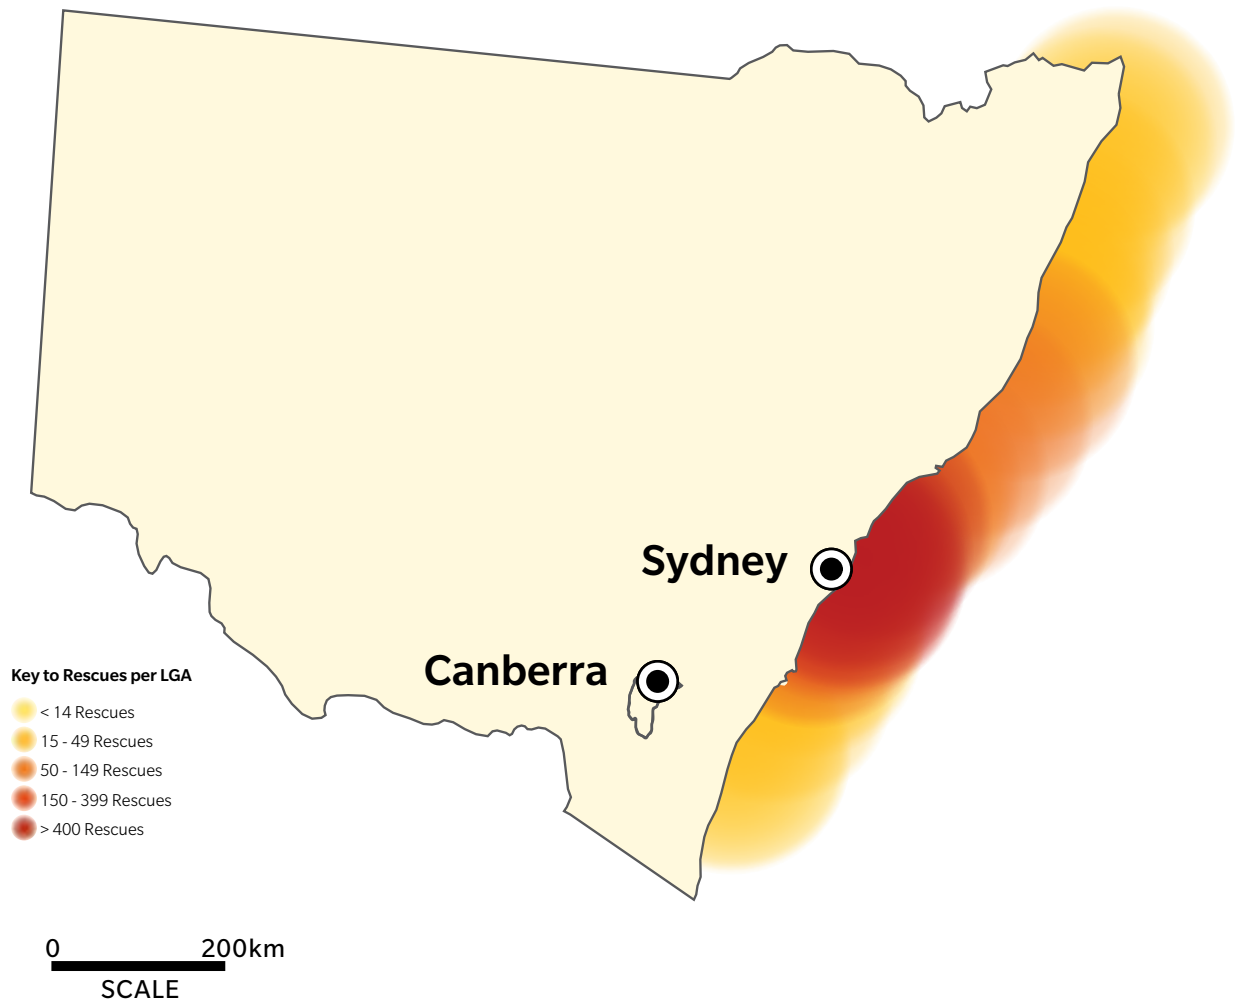 Sydney
Canberra
Key to Rescues per LGA
< 14 Rescues
15 - 49 Rescues
50 - 149 Rescues
150 - 399 Rescues
> 400 Rescues
0 200km
SCALE